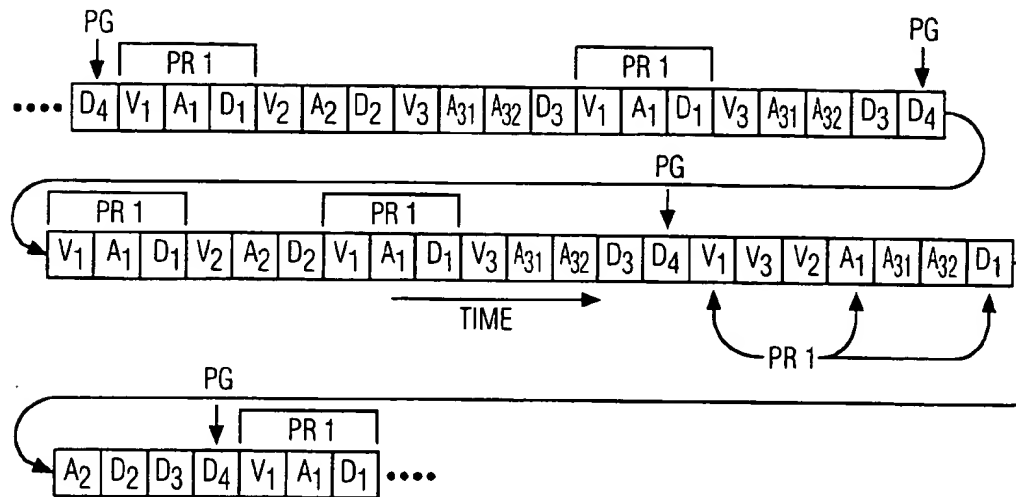 PG PG
PR 1 PR 1
•••• D4 V1 A1 D1 V2 A2 D2 V3 A31 A32 D3 V1 A1 D1 V3 A31 A32 D3 D4
PG
PR 1 PR 1
V1 A1 D1 V2 A2 D2 V1 A1 D1 V3 A31 A32 D3 D4 V1 V3 V2 A1 A31 A32 D1
TIME
PR 1
PG
PR 1
A2 D2 D3 D4 V1 A1 D1 ••••